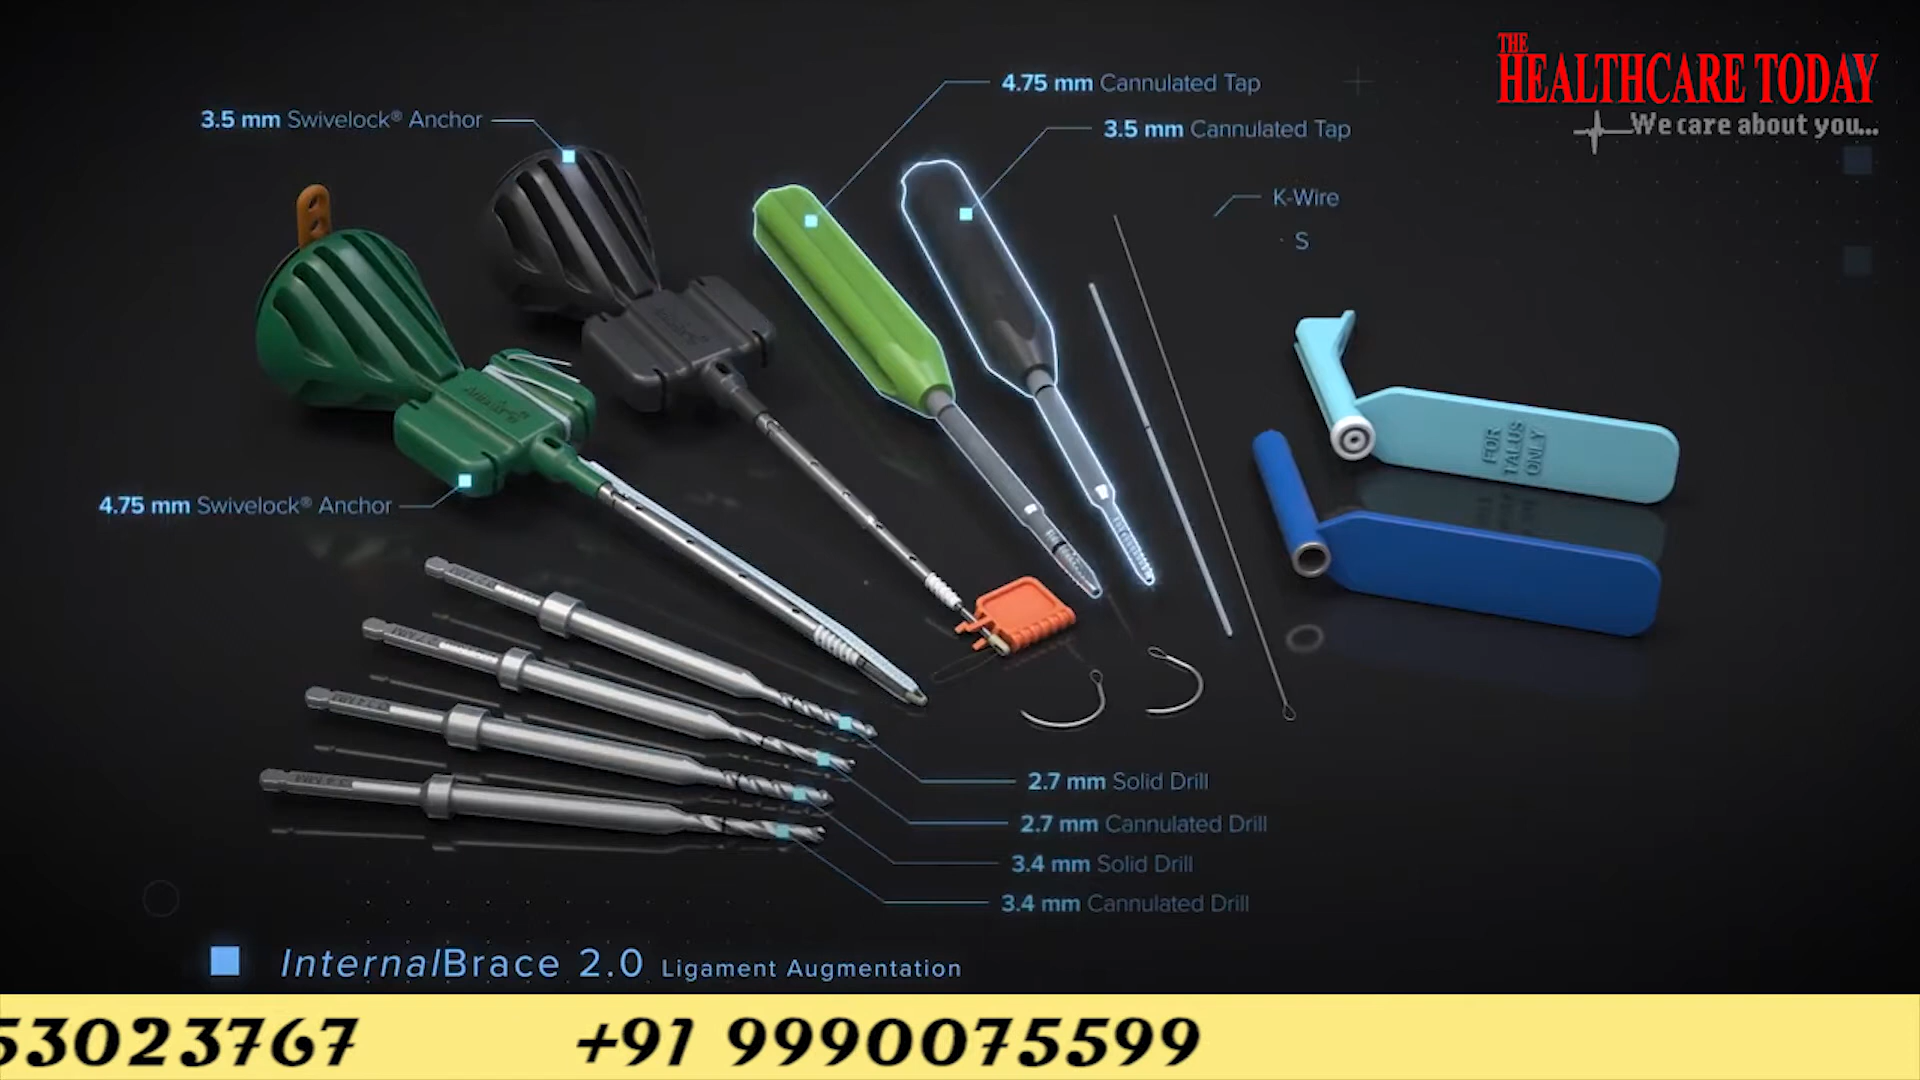 THE
HEALTHCARE TODAY
We care about you...
4.75 mm Cannulated Tap
3.5 mm Swivelock® Anchor
3.5 mm Cannulated Tap
K-Wire
S
FOR
TALUS
ONLY
4.75 mm Swivelock® Anchor
2.7 mm Solid Drill
2.7 mm Cannulated Drill
3.4 mm Solid Drill
3.4 mm Cannulated Drill
InternalBrace 2.0 Ligament Augmentation
53023767 +91 9990075599